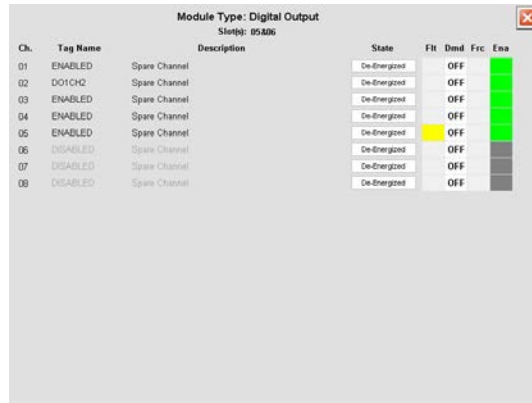 Module Type: Digital Output
Slot(s): 05&06
Ch. Tag Name Description State Flt Dmd Frc Ena
01 ENABLED Spare Channel De-Energized OFF
02 DO1CH2 Spare Channel De-Energized OFF
03 ENABLED Spare Channel De-Energized OFF
04 ENABLED Spare Channel De-Energized OFF
05 ENABLED Spare Channel De-Energized OFF
06 DISABLED Spare Channel De-Energized OFF
07 DISABLED Spare Channel De-Energized OFF
08 DISABLED Spare Channel De-Energized OFF